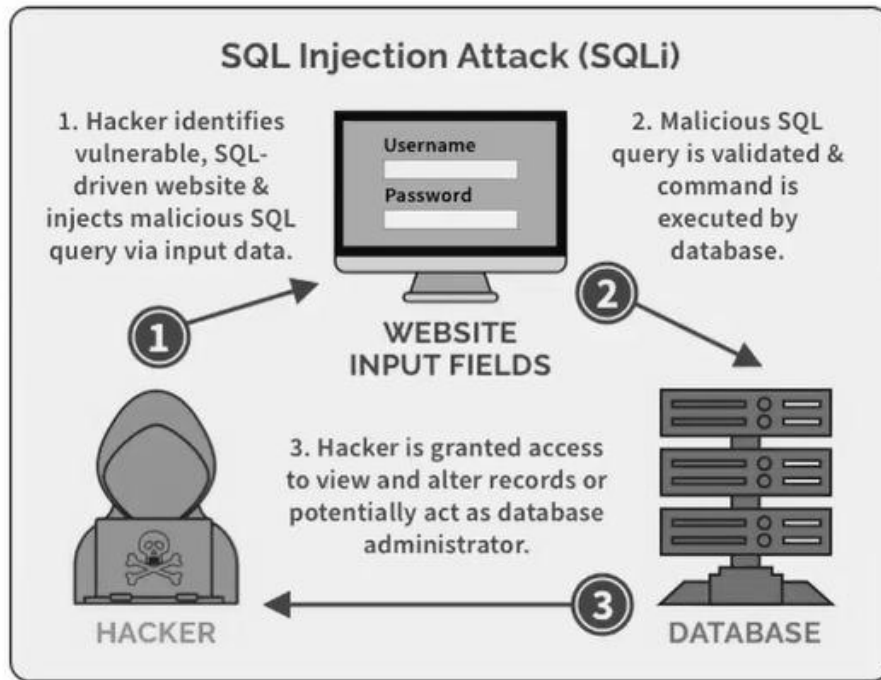 SQL Injection Attack (SQLi)
1. Hacker identifies
vulnerable, SQL-
driven website &
injects malicious SQL
query via input data.
Username
Password
2. Malicious SQL
query is validated &
command is
executed by
database.
1
2
WEBSITE
INPUT FIELDS
3. Hacker is granted access
to view and alter records or
potentially act as database
administrator.
3
HACKER
DATABASE